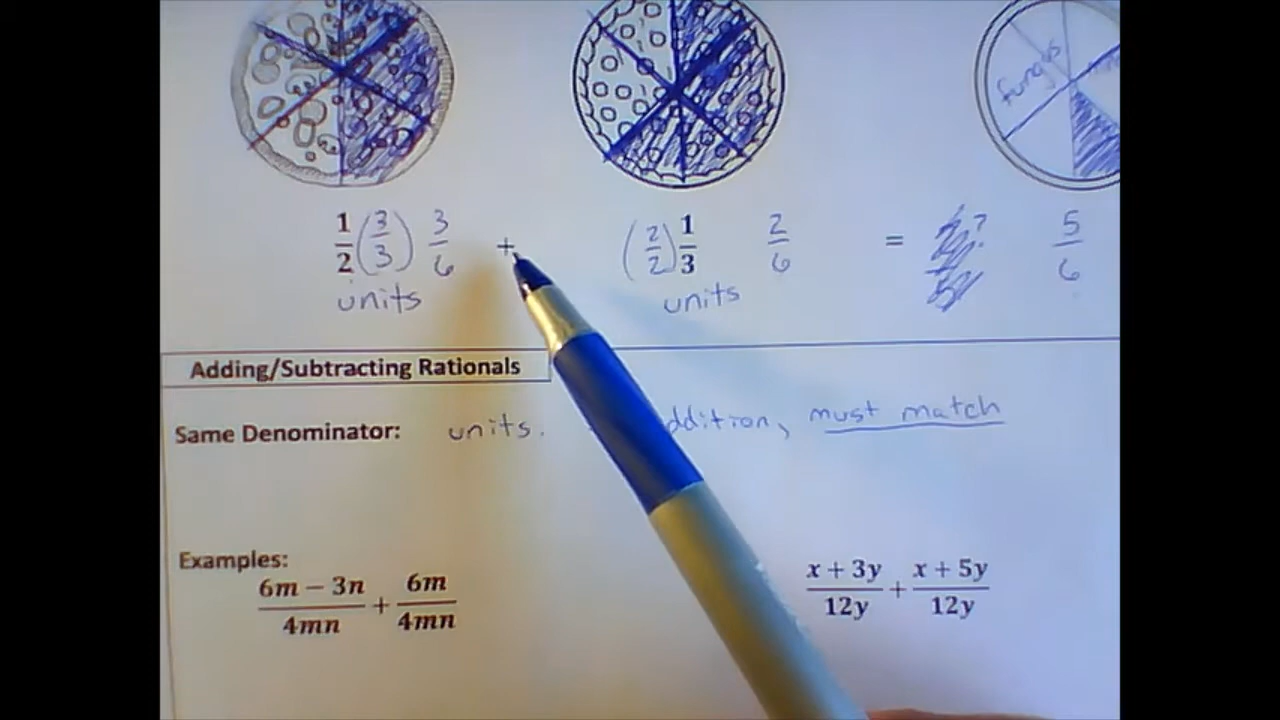 fungus
1/2 (3/3) 3/6 + (2/2) 1/3 2/6 = ? 5/6
units units
Adding/Subtracting Rationals
Same Denominator: units. ddition, must match
Examples:
6m − 3n/4mn + 6m/4mn x + 3y/12y + x + 5y/12y